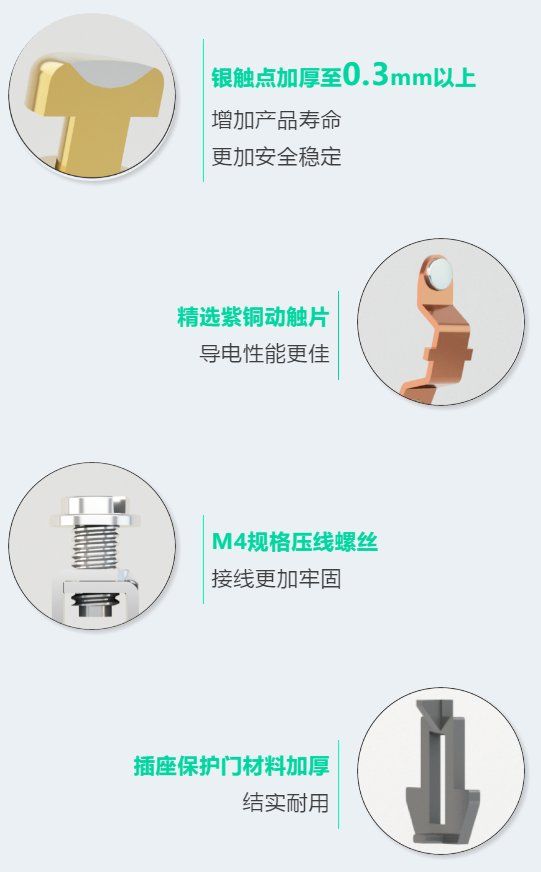 银触点加厚至0.3mm以上
增加产品寿命
更加安全稳定
精选紫铜动触片
导电性能更佳
M4规格压线螺丝
接线更加牢固
插座保护门材料加厚
结实耐用